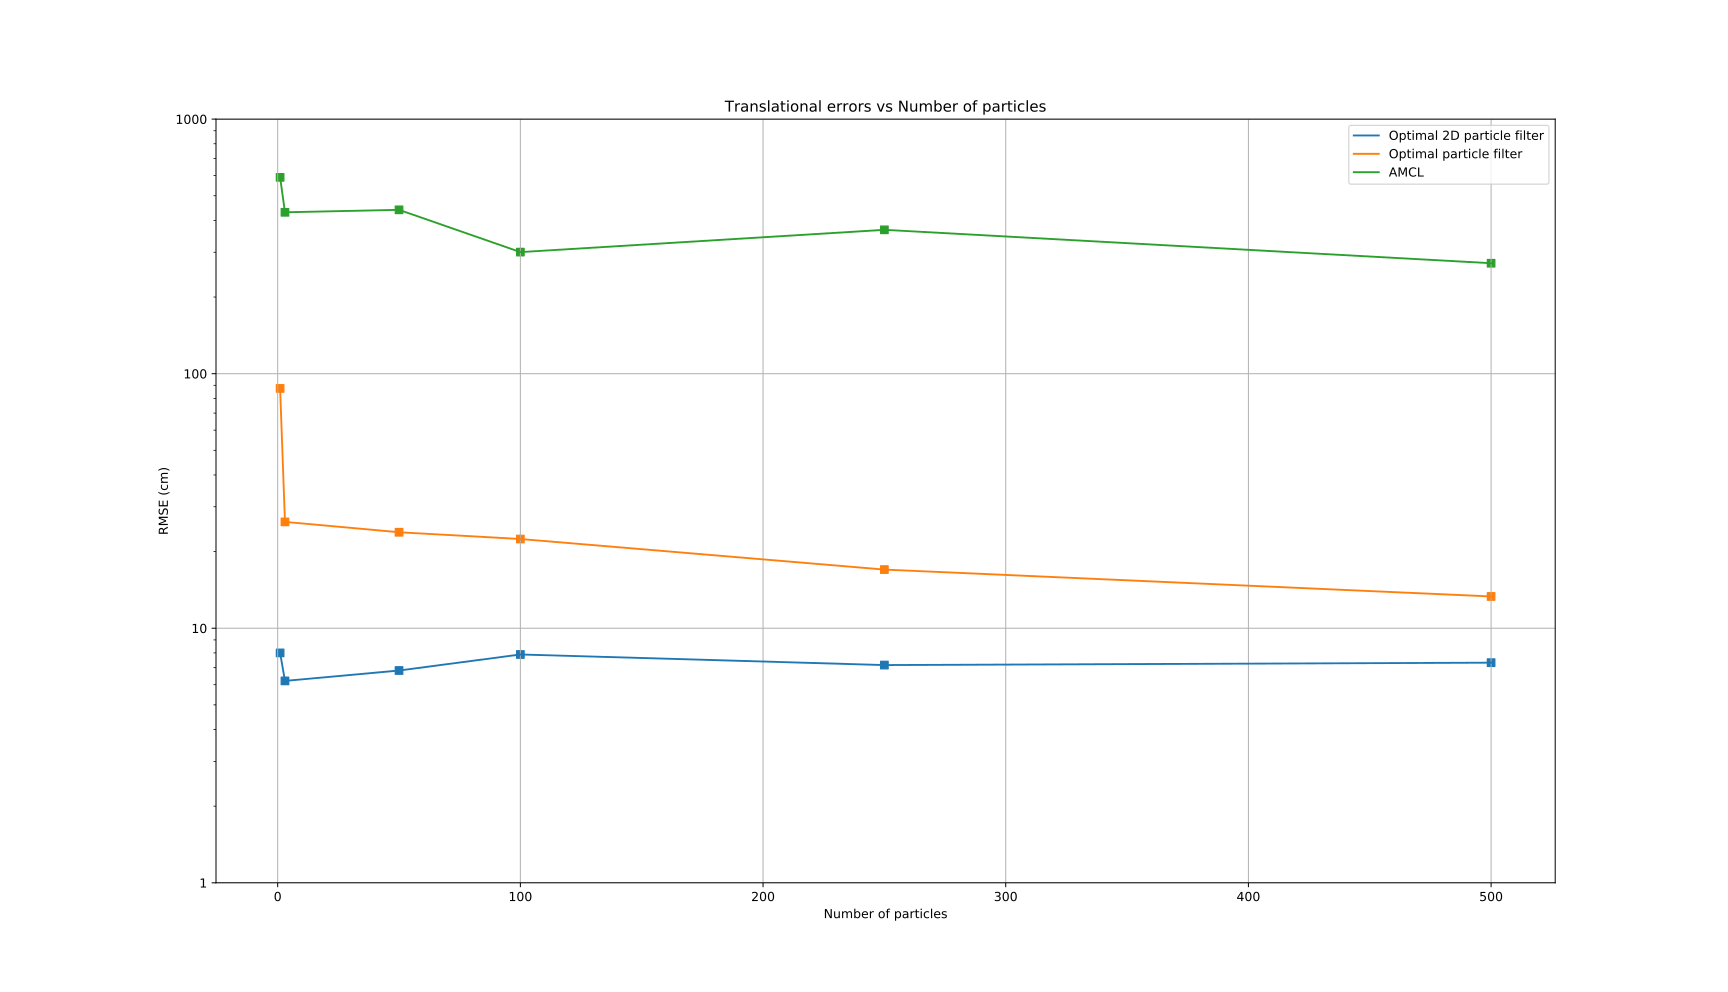 Translational errors vs Number of particles
1000
100
10
1
RMSE (cm)
Optimal 2D particle filter
Optimal particle filter
AMCL
0 100 200 300 400 500
Number of particles